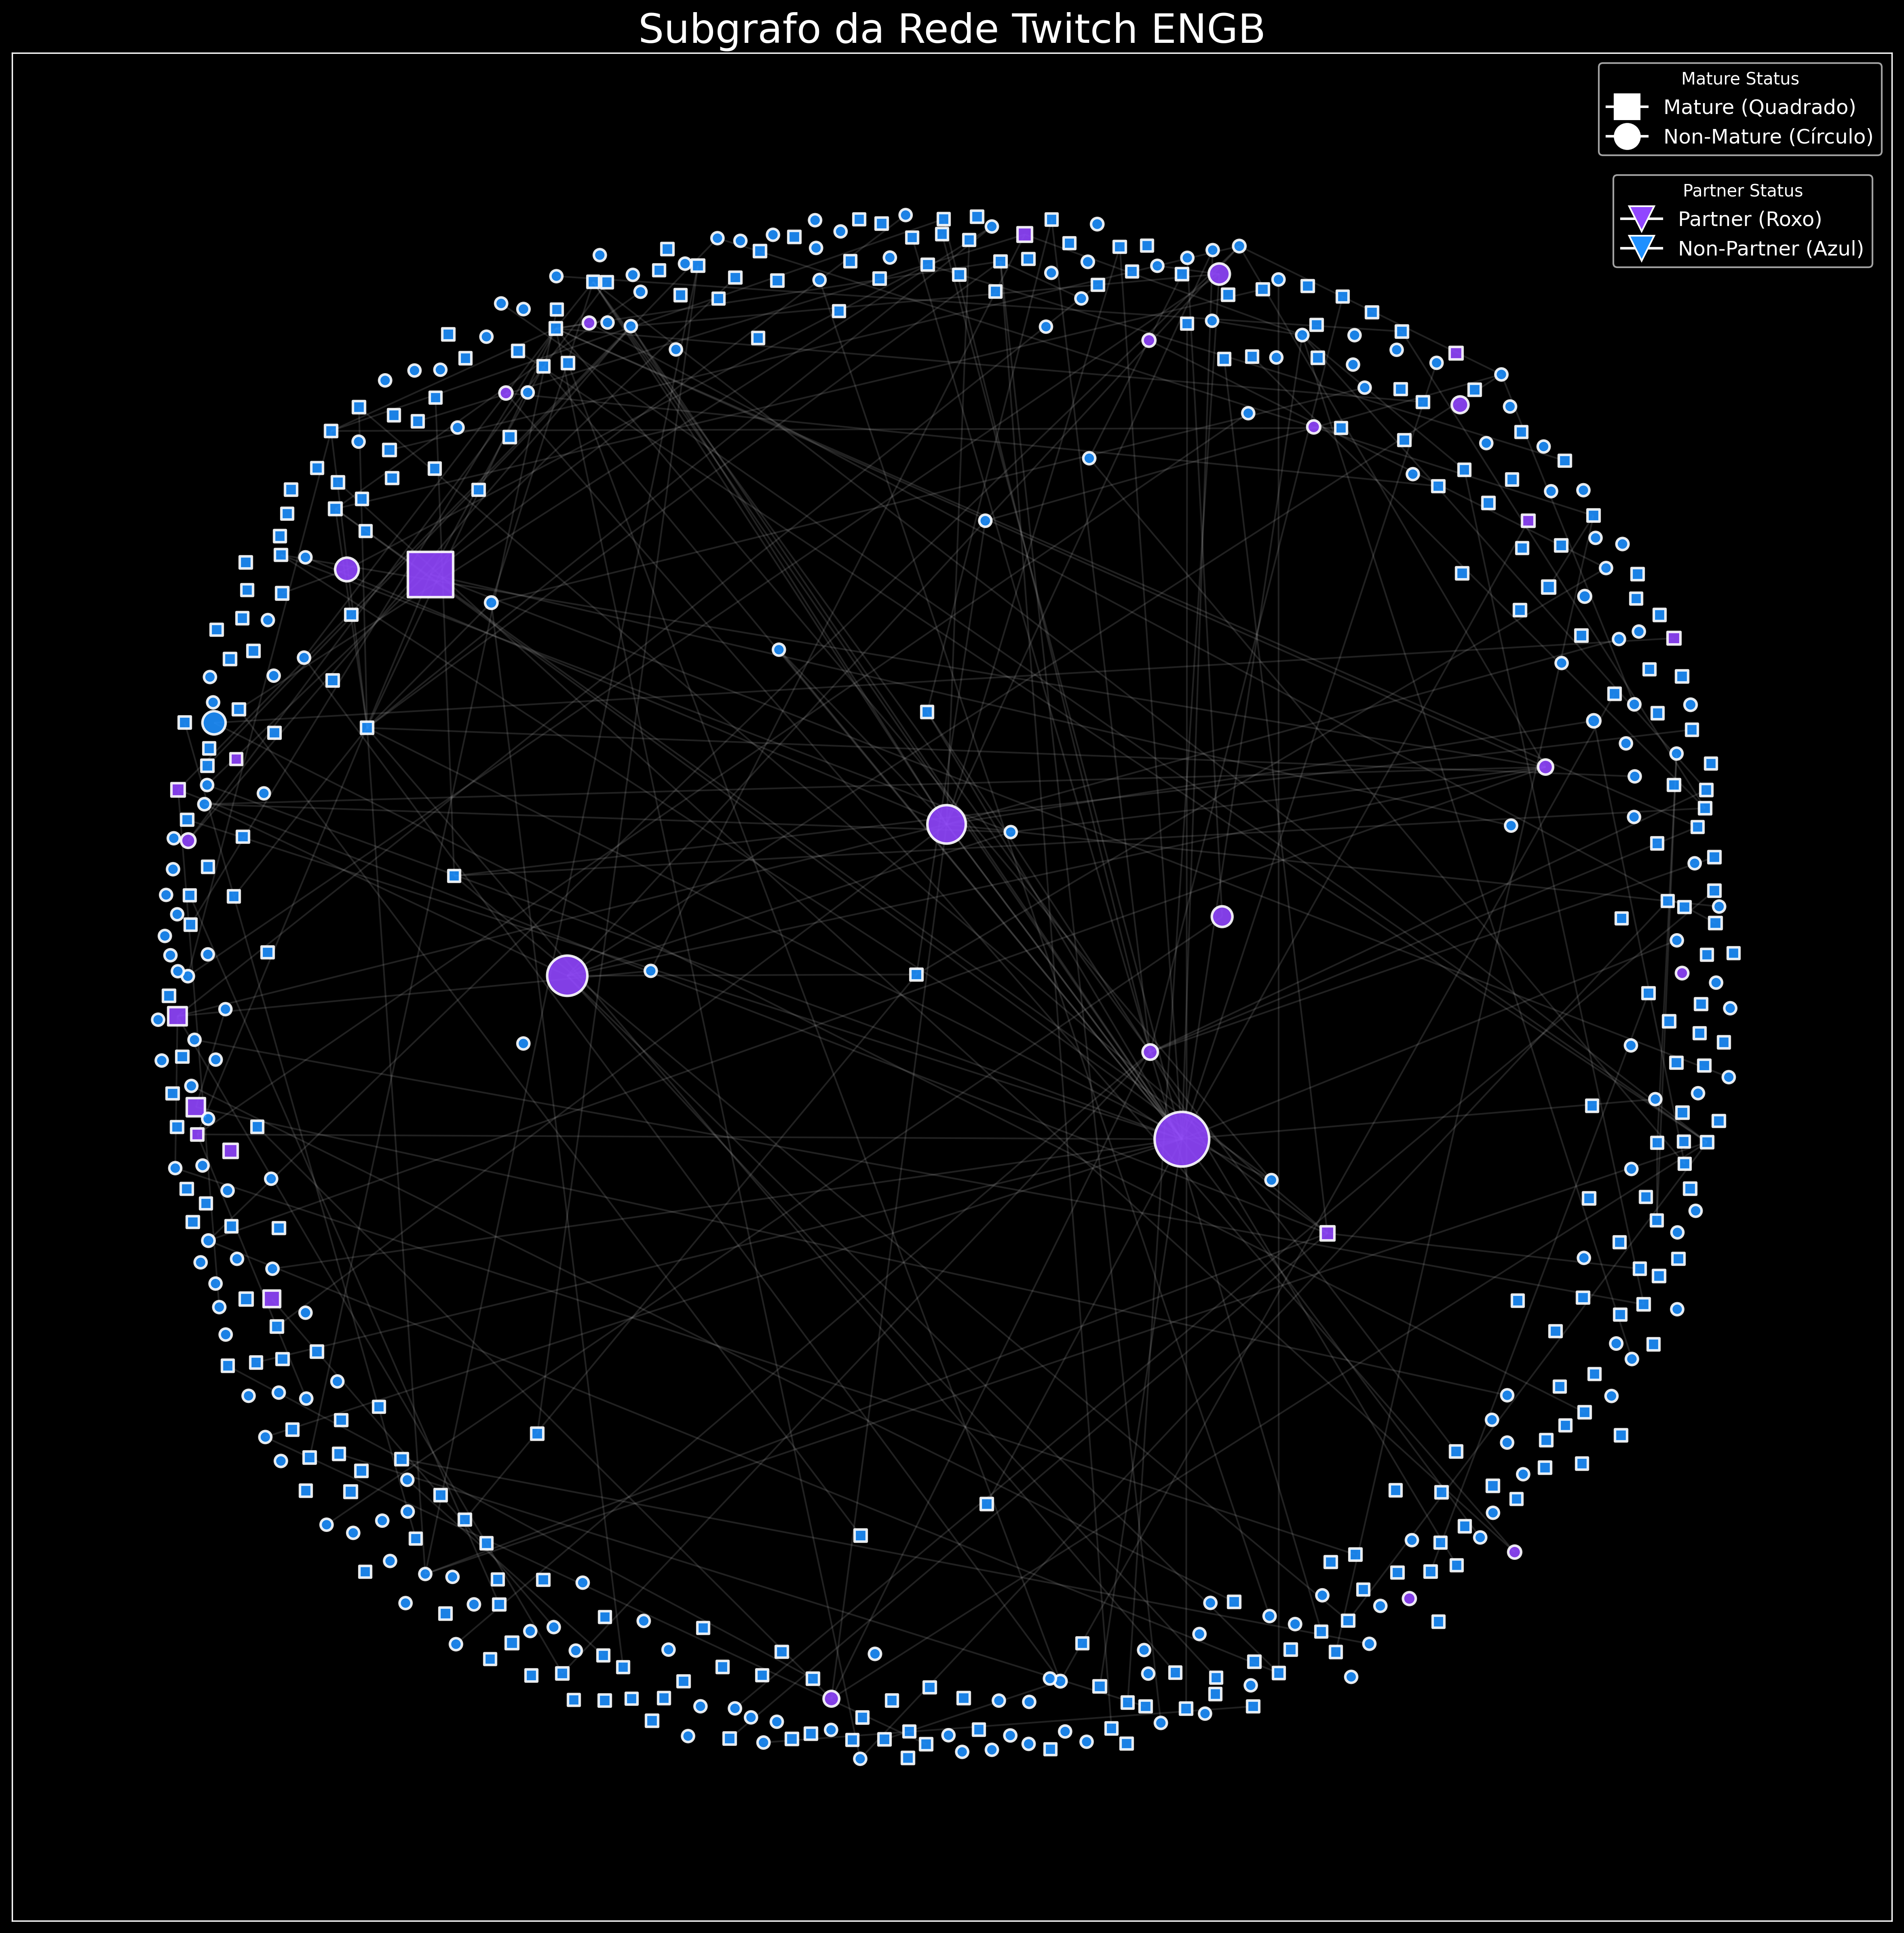 Subgrafo da Rede Twitch ENGB
Mature Status
Mature (Quadrado)
Non-Mature (Círculo)
Partner Status
Partner (Roxo)
Non-Partner (Azul)